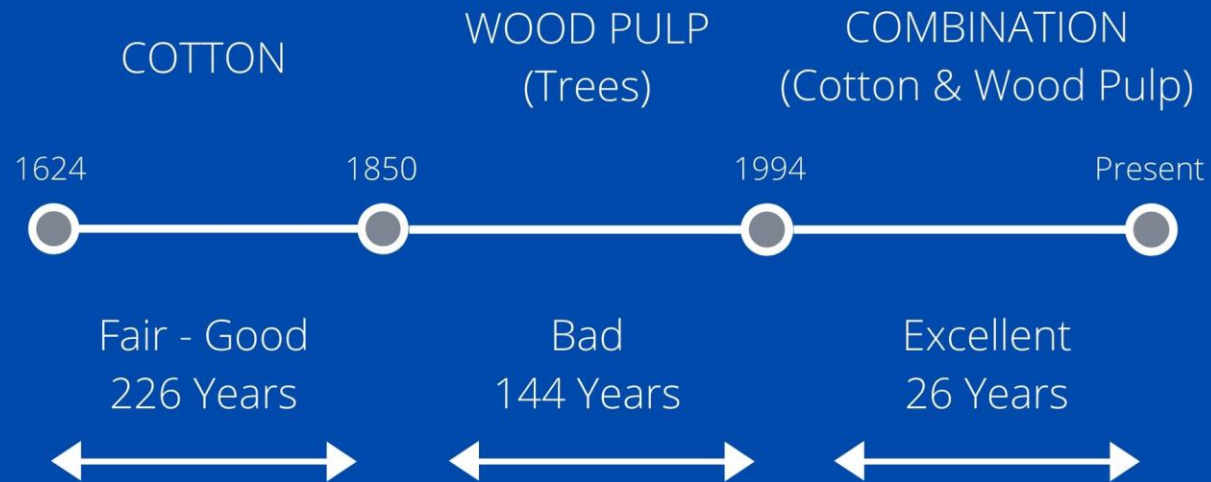 COTTON
WOOD PULP
(Trees)
COMBINATION
(Cotton & Wood Pulp)
1624
1850
1994
Present
Fair - Good
226 Years
Bad
144 Years
Excellent
26 Years